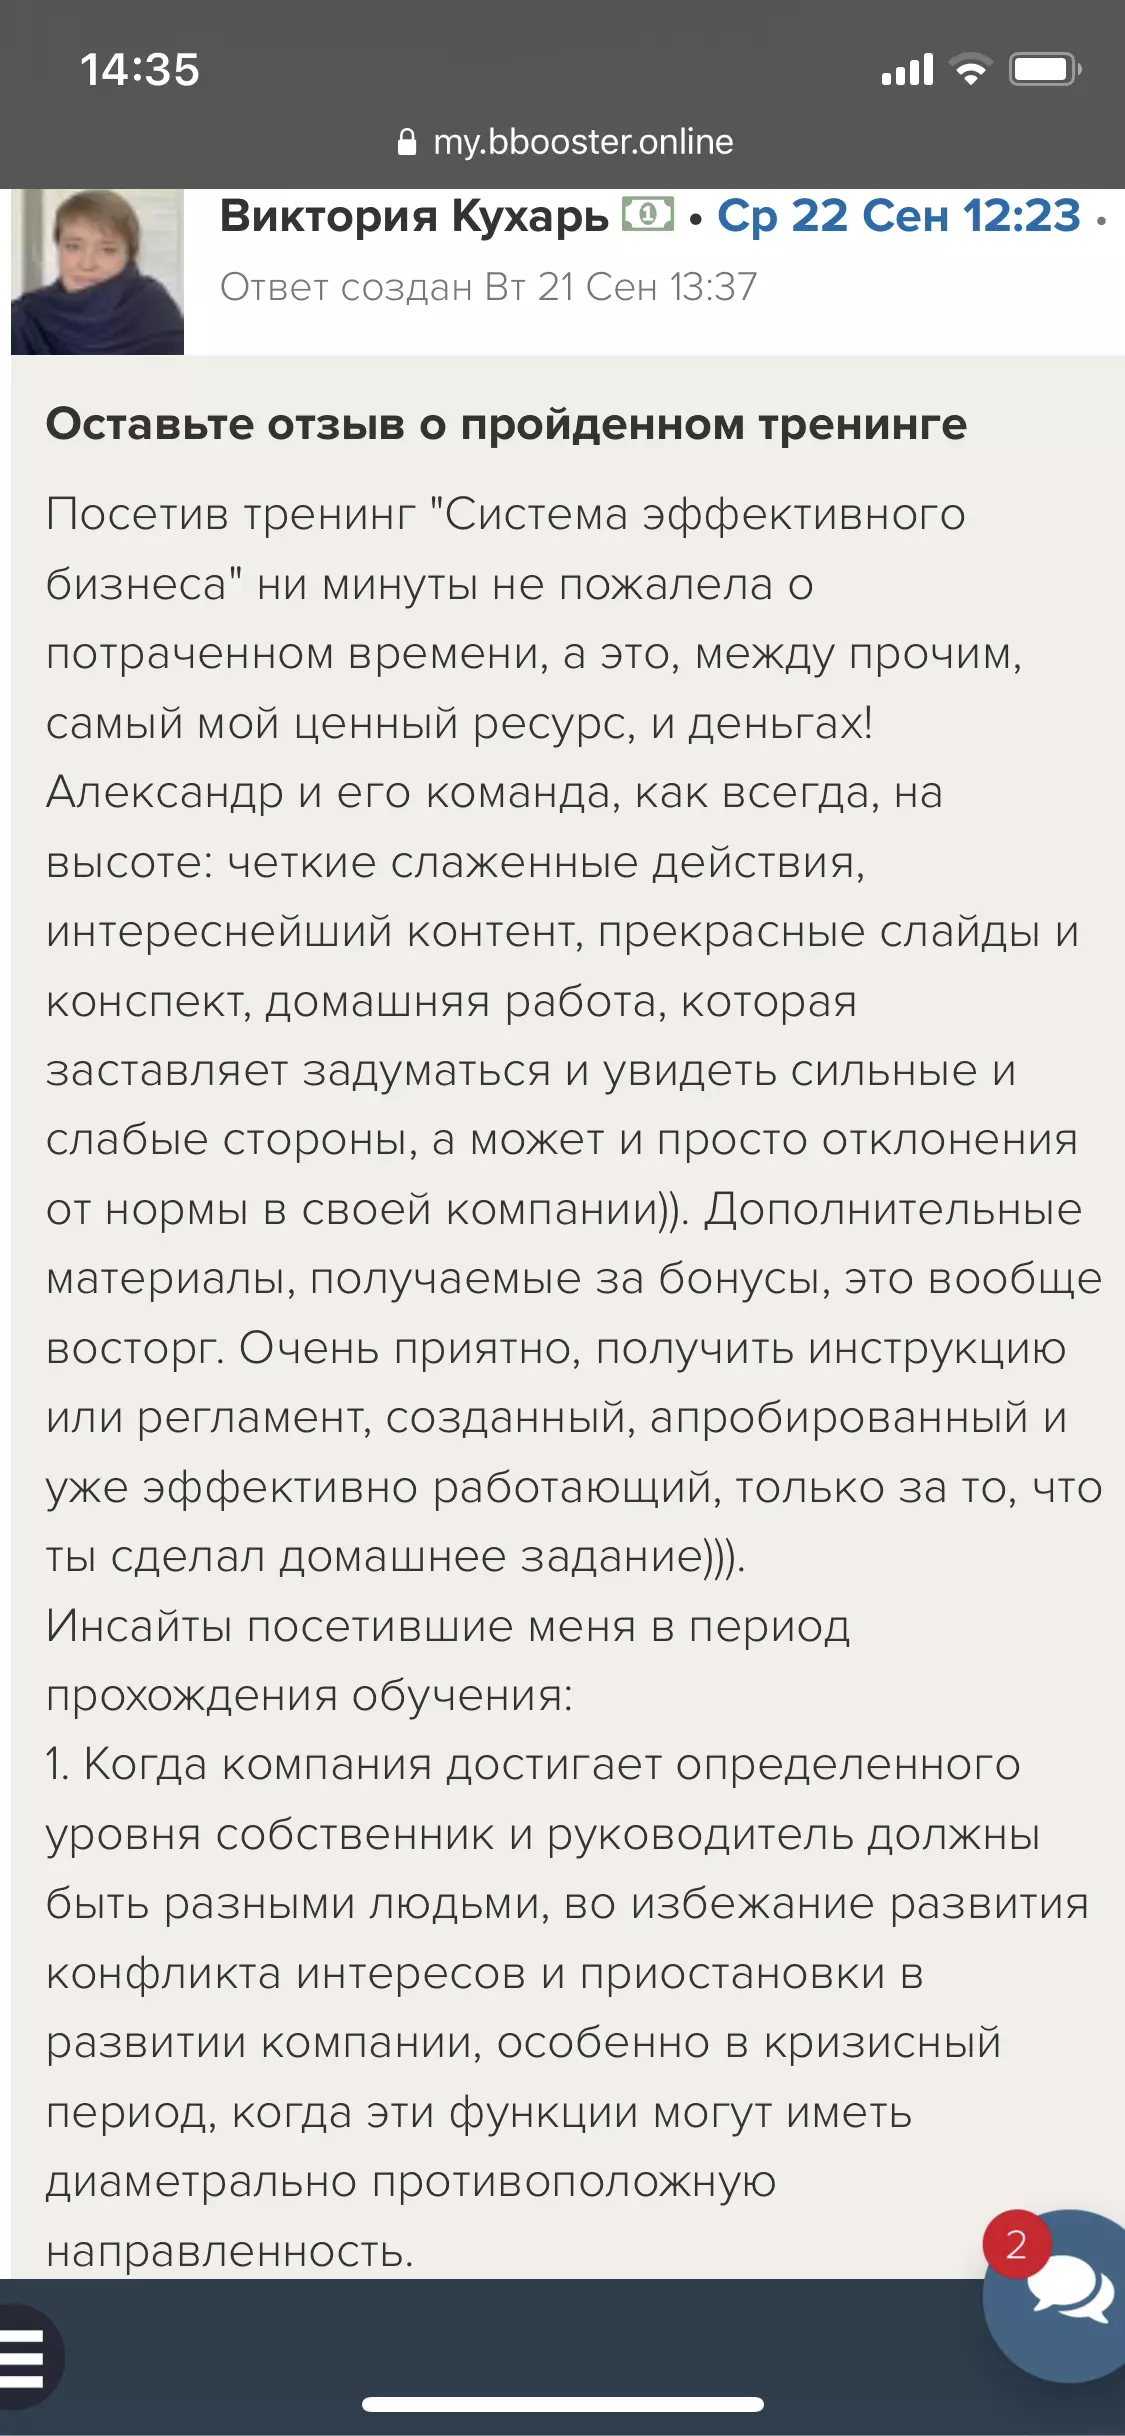 14:35
my.bbooster.online
Виктория Кухарь • Ср 22 Сен 12:23 •
Ответ создан Вт 21 Сен 13:37
Оставьте отзыв о пройденном тренинге
Посетив тренинг "Система эффективного
бизнеса" ни минуты не пожалела о
потраченном времени, а это, между прочим,
самый мой ценный ресурс, и деньгах!
Александр и его команда, как всегда, на
высоте: четкие слаженные действия,
интереснейший контент, прекрасные слайды и
конспект, домашняя работа, которая
заставляет задуматься и увидеть сильные и
слабые стороны, а может и просто отклонения
от нормы в своей компании)). Дополнительные
материалы, получаемые за бонусы, это вообще
восторг. Очень приятно, получить инструкцию
или регламент, созданный, апробированный и
уже эффективно работающий, только за то, что
ты сделал домашнее задание))).
Инсайты посетившие меня в период
прохождения обучения:
1. Когда компания достигает определенного
уровня собственник и руководитель должны
быть разными людьми, во избежание развития
конфликта интересов и приостановки в
развитии компании, особенно в кризисный
период, когда эти функции могут иметь
диаметрально противоположную
направленность.
2